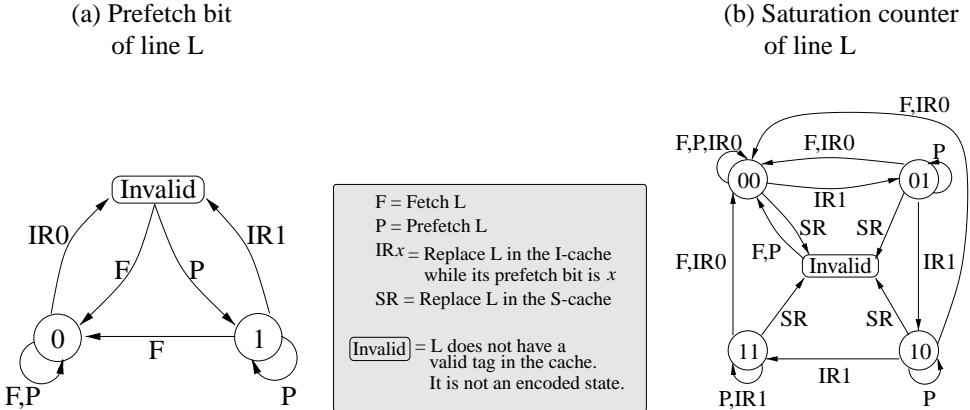 (a) Prefetch bit
of line L
Invalid
IR0
IR1
F
P
0
1
F
F,P
P
F = Fetch L
P = Prefetch L
IRx = Replace L in the I-cache
while its prefetch bit is x
SR = Replace L in the S-cache
Invalid = L does not have a
valid tag in the cache.
It is not an encoded state.
(b) Saturation counter
of line L
F,IR0
F,P,IR0
F,IR0
P
00
01
IR1
SR
SR
F,IR0
F,P
Invalid
IR1
SR
SR
11
10
IR1
P,IR1
P